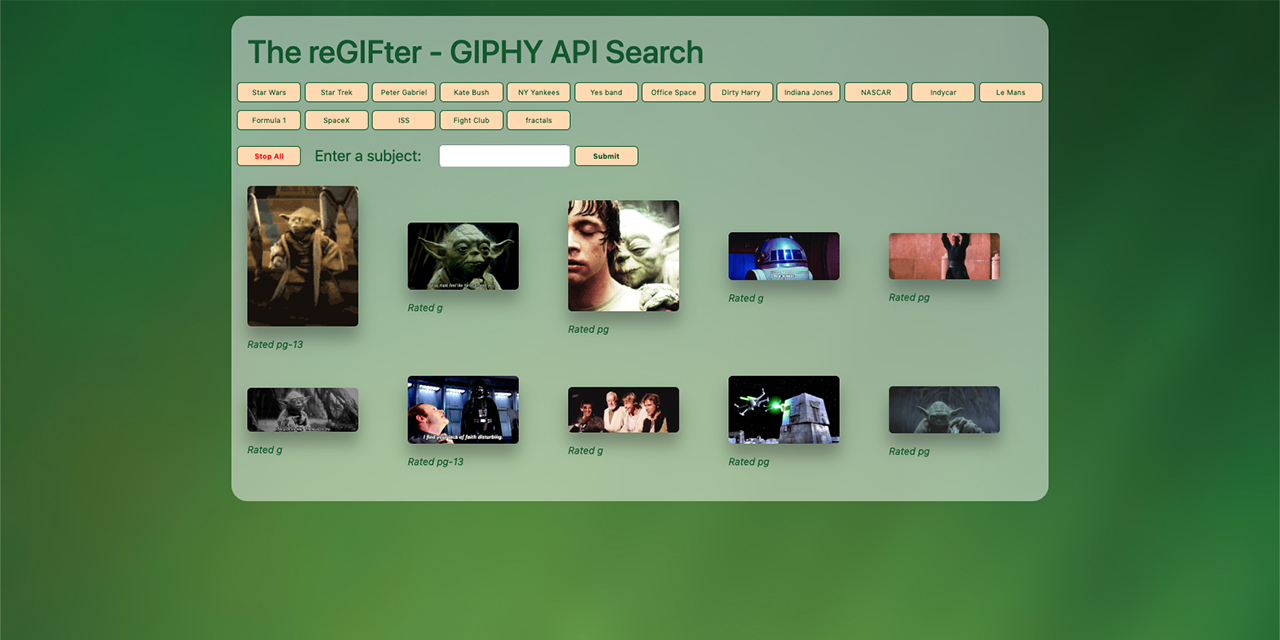 The reGIFter - GIPHY API Search
Star Wars Star Trek Peter Gabriel Kate Bush NY Yankees Yes band Office Space Dirty Harry Indiana Jones NASCAR Indycar Le Mans
Formula 1 SpaceX ISS Fight Club fractals
Stop All Enter a subject: Submit
Rated pg-13
Rated g
Rated pg
Rated g
Rated pg
I find your lack of faith disturbing.
Rated g
Rated pg-13
Rated g
Rated pg
Rated pg